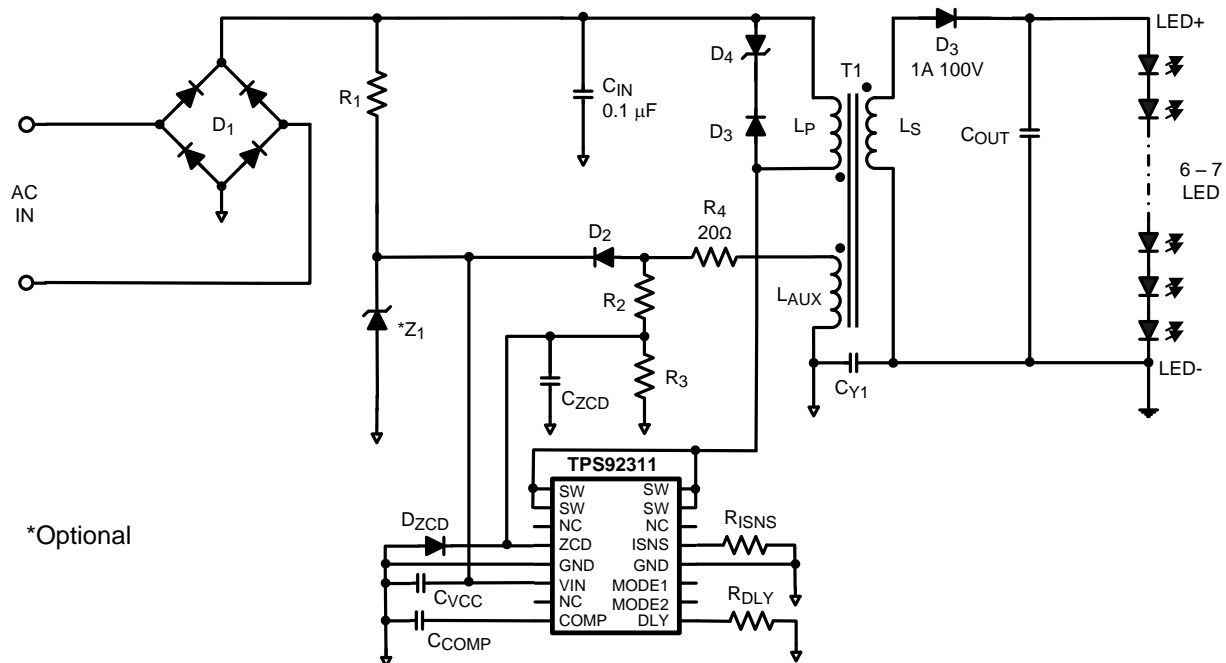 LED+
D4
D3
1A 100V
T1
R1
CIN
0.1 μF
D1
D3
LP
LS
COUT
AC
IN
6 – 7
LED
R4
20Ω
D2
LAUX
R2
*Z1
R3
CZCD
CY1
LED-
TPS92311
SW
SW
SW
SW
NC
NC
*Optional
DZCD
RISNS
ZCD
ISNS
GND
GND
CVCC
VIN
MODE1
RDLY
NC
MODE2
COMP
DLY
CCOMP